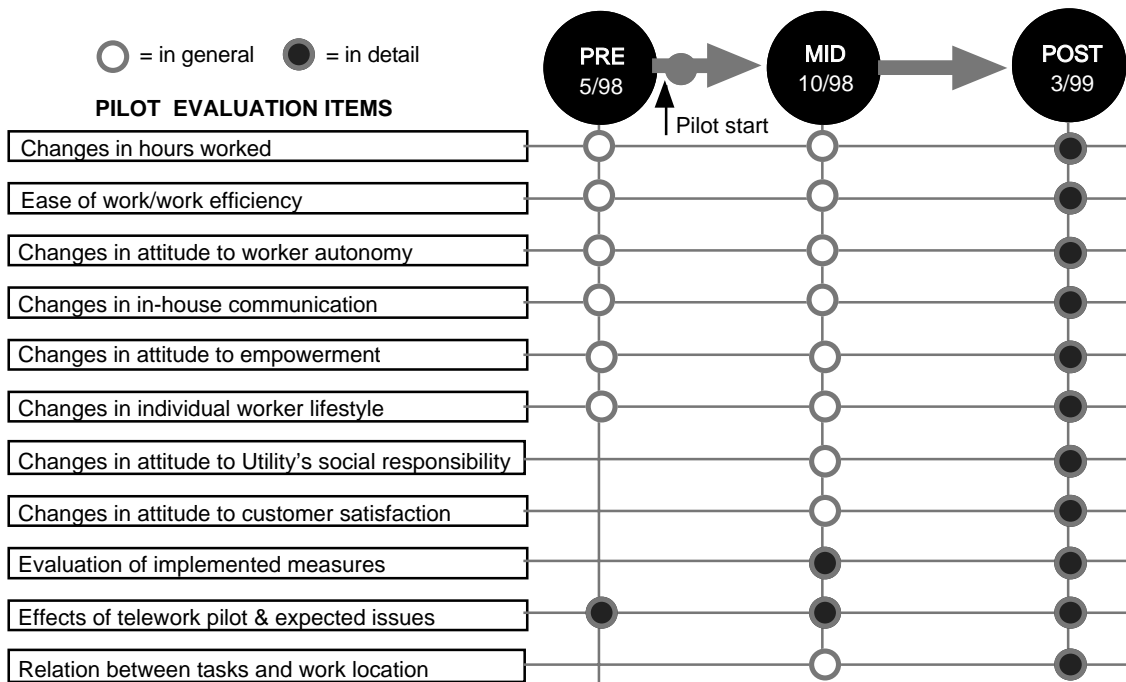 = in general
= in detail
PRE
5/98
MID
10/98
POST
3/99
Pilot start
PILOT EVALUATION ITEMS
Changes in hours worked
Ease of work/work efficiency
Changes in attitude to worker autonomy
Changes in in-house communication
Changes in attitude to empowerment
Changes in individual worker lifestyle
Changes in attitude to Utility’s social responsibility
Changes in attitude to customer satisfaction
Evaluation of implemented measures
Effects of telework pilot & expected issues
Relation between tasks and work location